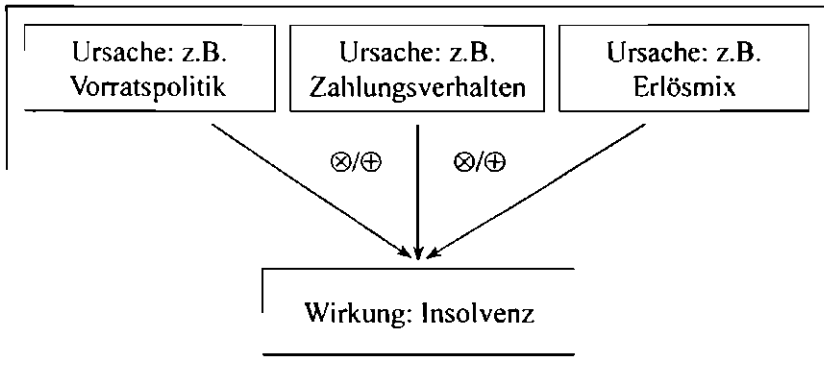 Ursache: z.B.
Vorratspolitik
Ursache: z.B.
Zahlungsverhalten
Ursache: z.B.
Erlösmix
⊗/⊕
⊗/⊕
Wirkung: Insolvenz